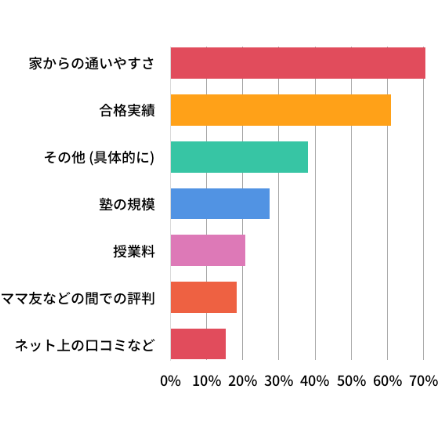 家からの通いやすさ
合格実績
その他 (具体的に)
塾の規模
授業料
ママ友などの間での評判
ネット上の口コミなど
0% 10% 20% 30% 40% 50% 60% 70%